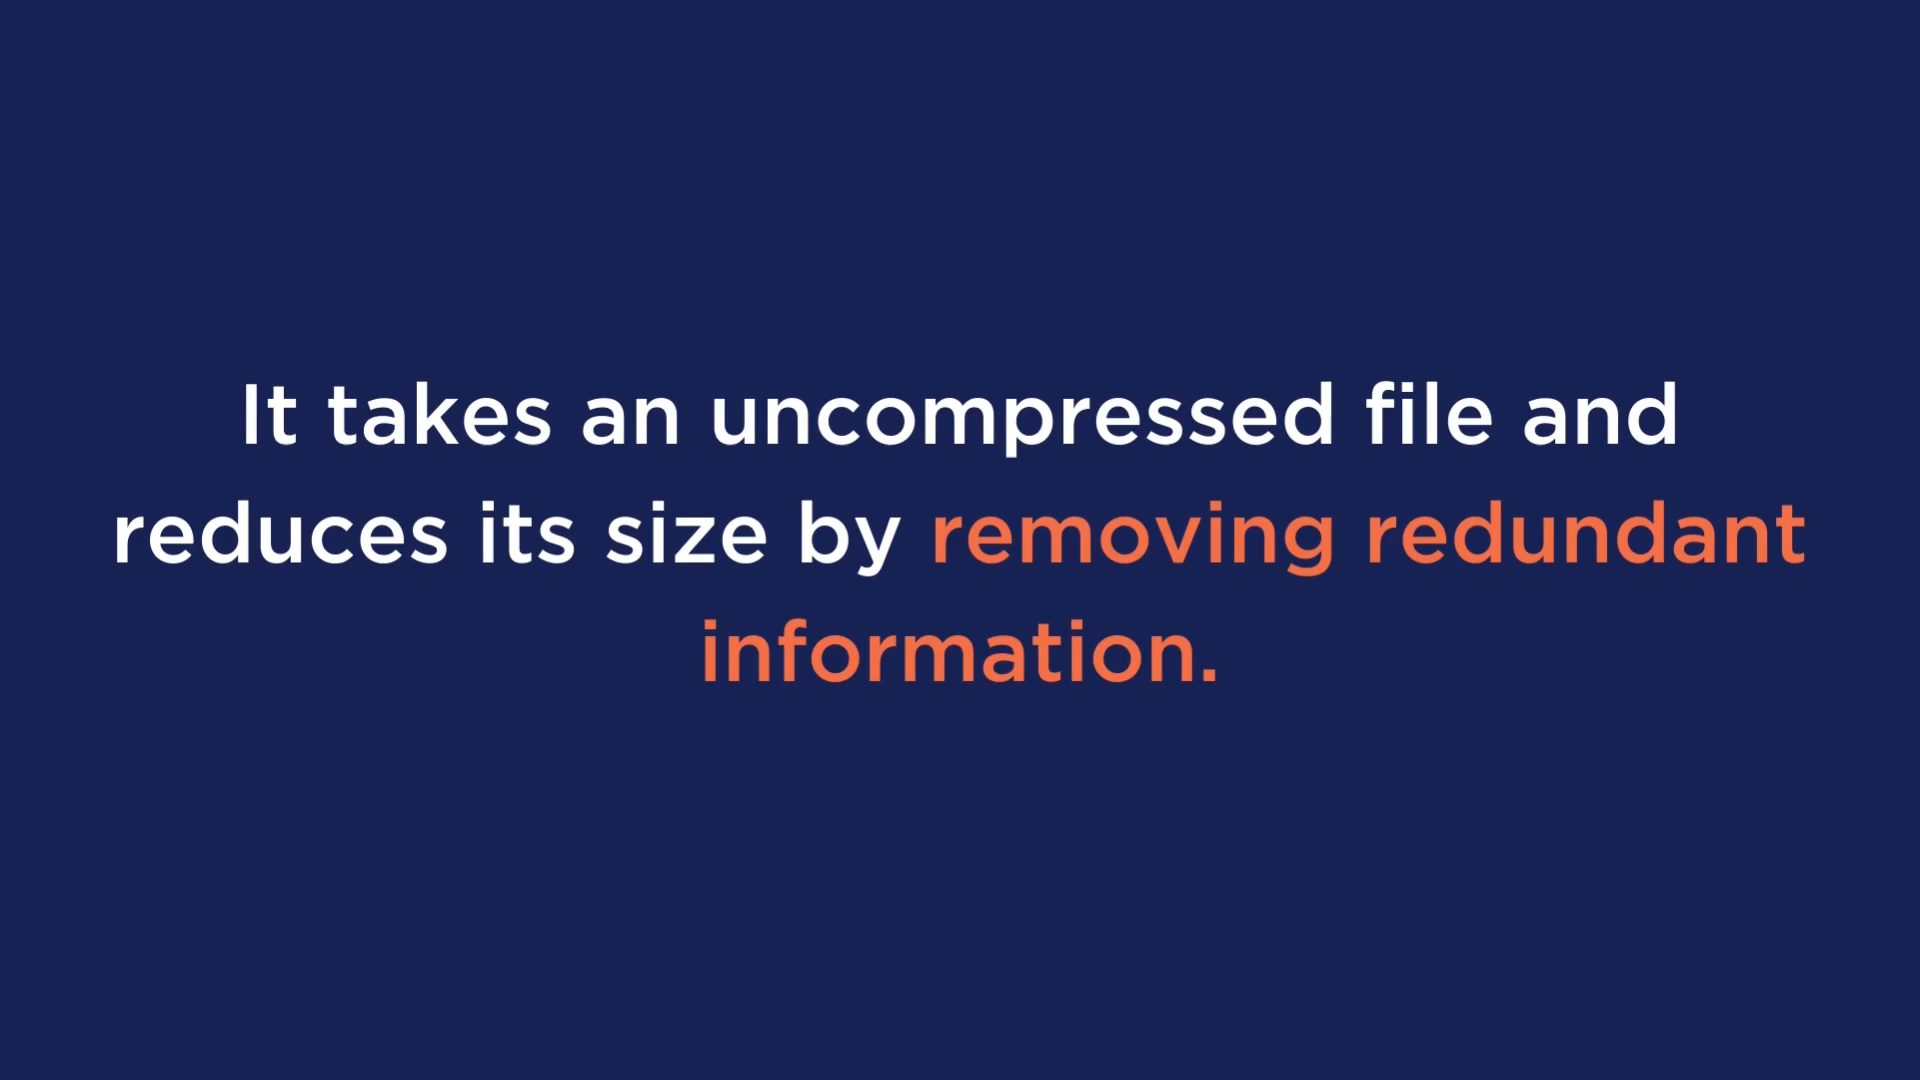 It takes an uncompressed file and
reduces its size by removing redundant
information.